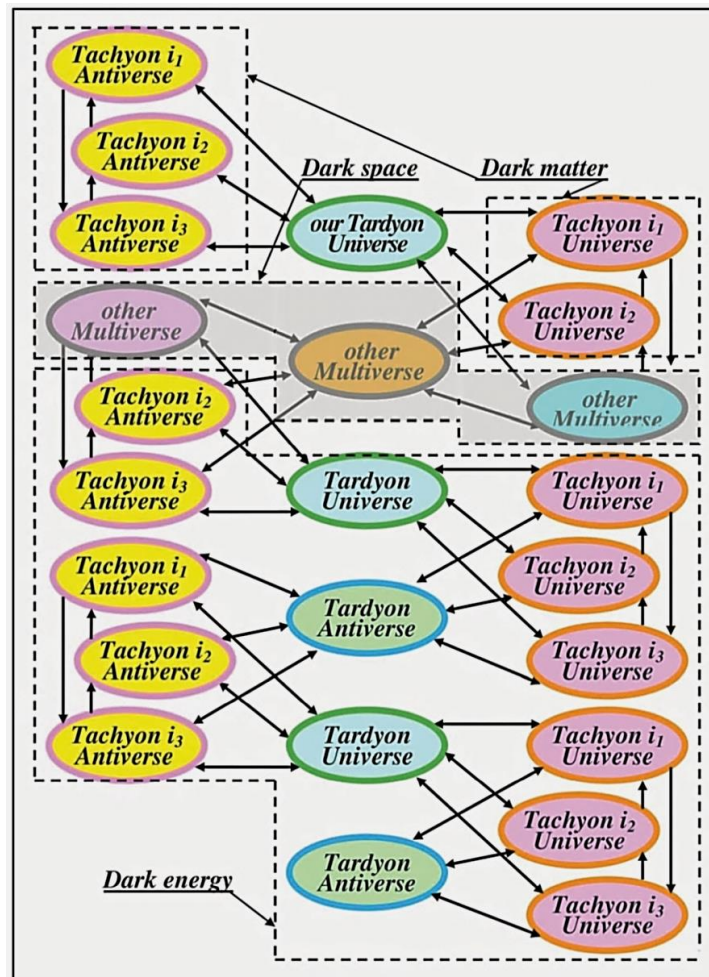 Tachyon i₁
Antiverse
Tachyon i₂
Antiverse
Dark space
Dark matter
Tachyon i₃
Antiverse
our Tardyon
Universe
Tachyon i₁
Universe
other
Multiverse
Tachyon i₂
Universe
other
Multiverse
Tachyon i₂
Antiverse
other
Multiverse
Tachyon i₃
Antiverse
Tardyon
Universe
Tachyon i₁
Universe
Tachyon i₁
Antiverse
Tachyon i₂
Universe
Tardyon
Antiverse
Tachyon i₂
Antiverse
Tachyon i₃
Universe
Tachyon i₃
Antiverse
Tardyon
Universe
Tachyon i₁
Universe
Tachyon i₂
Universe
Tardyon
Antiverse
Dark energy
Tachyon i₃
Universe